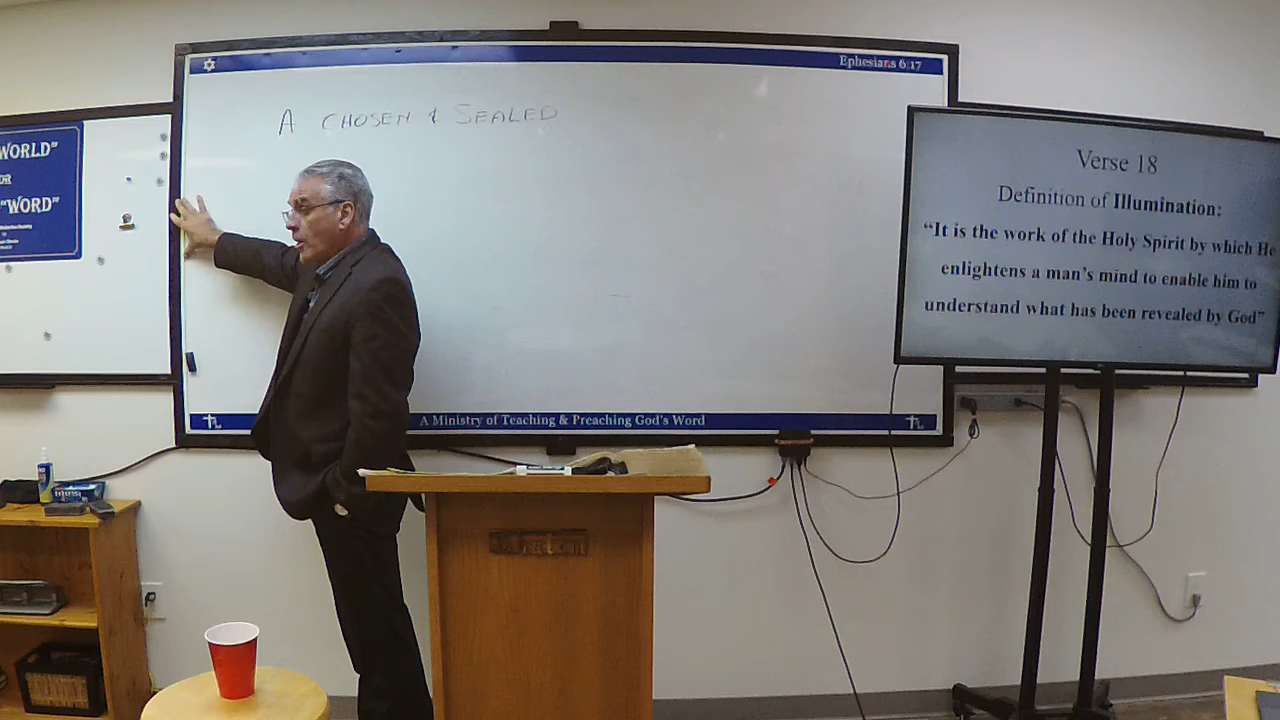 WORLD"
OR
"WORD"
Ephesians 6:17
A CHOSEN & SEALED
A Ministry of Teaching & Preaching God's Word
Verse 18
Definition of Illumination:
"It is the work of the Holy Spirit by which He
enlightens a man's mind to enable him to
understand what has been revealed by God"